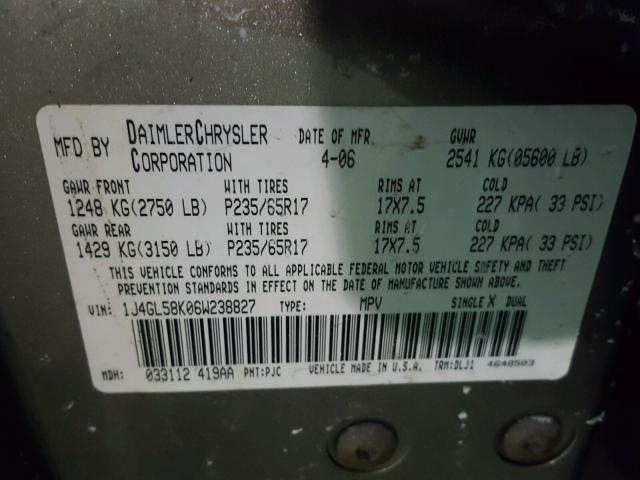 MFD BY DAIMLERCHRYSLER CORPORATION DATE OF MFR 4-06 GVWR 2541 KG(05600 LB)
GAWR FRONT WITH TIRES RIMS AT COLD
1248 KG(2750 LB) P235/65R17 17X7.5 227 KPA( 33 PSI)
GAWR REAR WITH TIRES RIMS AT COLD
1429 KG(3150 LB) P235/65R17 17X7.5 227 KPA( 33 PSI)
THIS VEHICLE CONFORMS TO ALL APPLICABLE FEDERAL MOTOR VEHICLE SAFETY AND THEFT
PREVENTION STANDARDS IN EFFECT ON THE DATE OF MANUFACTURE SHOWN ABOVE.
VIN: 1J4GL58K06W238827 TYPE: MPV SINGLE X DUAL
MDH: 033112 419AA PNT:PJC VEHICLE MADE IN U.S.A. TRM:DLJ1 4648503